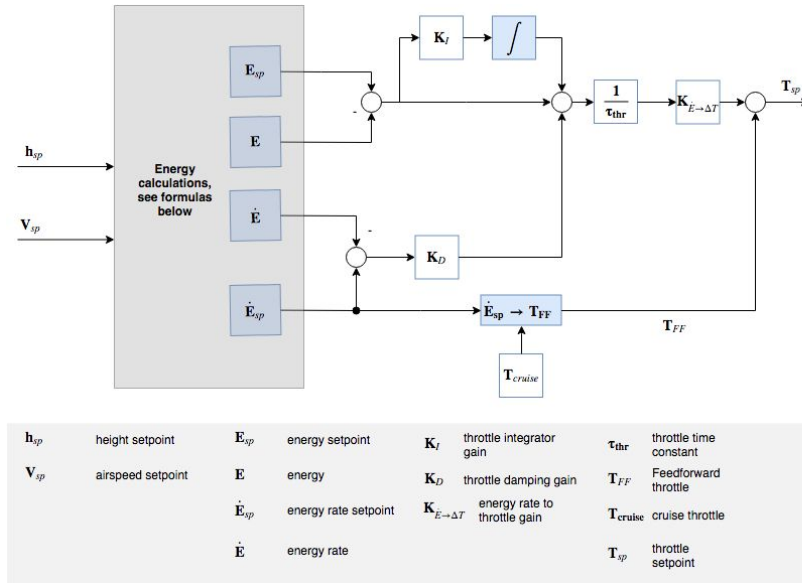 K_I
∫
E_sp
1
τ_thr
K_Ė→ΔT
T_sp
-
E
h_sp
Energy
calculations,
see formulas
below
Ė
V_sp
-
K_D
Ė_sp
Ė_sp → T_FF
T_FF
T_cruise
h_sp height setpoint E_sp energy setpoint K_I throttle integrator gain τ_thr throttle time constant
V_sp airspeed setpoint E energy K_D throttle damping gain T_FF Feedforward throttle
Ė_sp energy rate setpoint K_Ė→ΔT energy rate to throttle gain T_cruise cruise throttle
Ė energy rate T_sp throttle setpoint